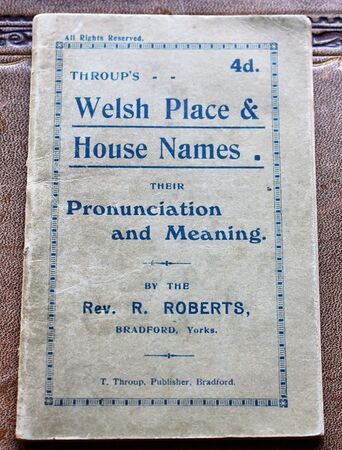 All Rights Reserved.
4d.
THROUP'S - -
Welsh Place &
House Names .
THEIR
Pronunciation
and Meaning.
BY THE
Rev. R. ROBERTS,
BRADFORD, Yorks.
T. Throup, Publisher, Bradford.